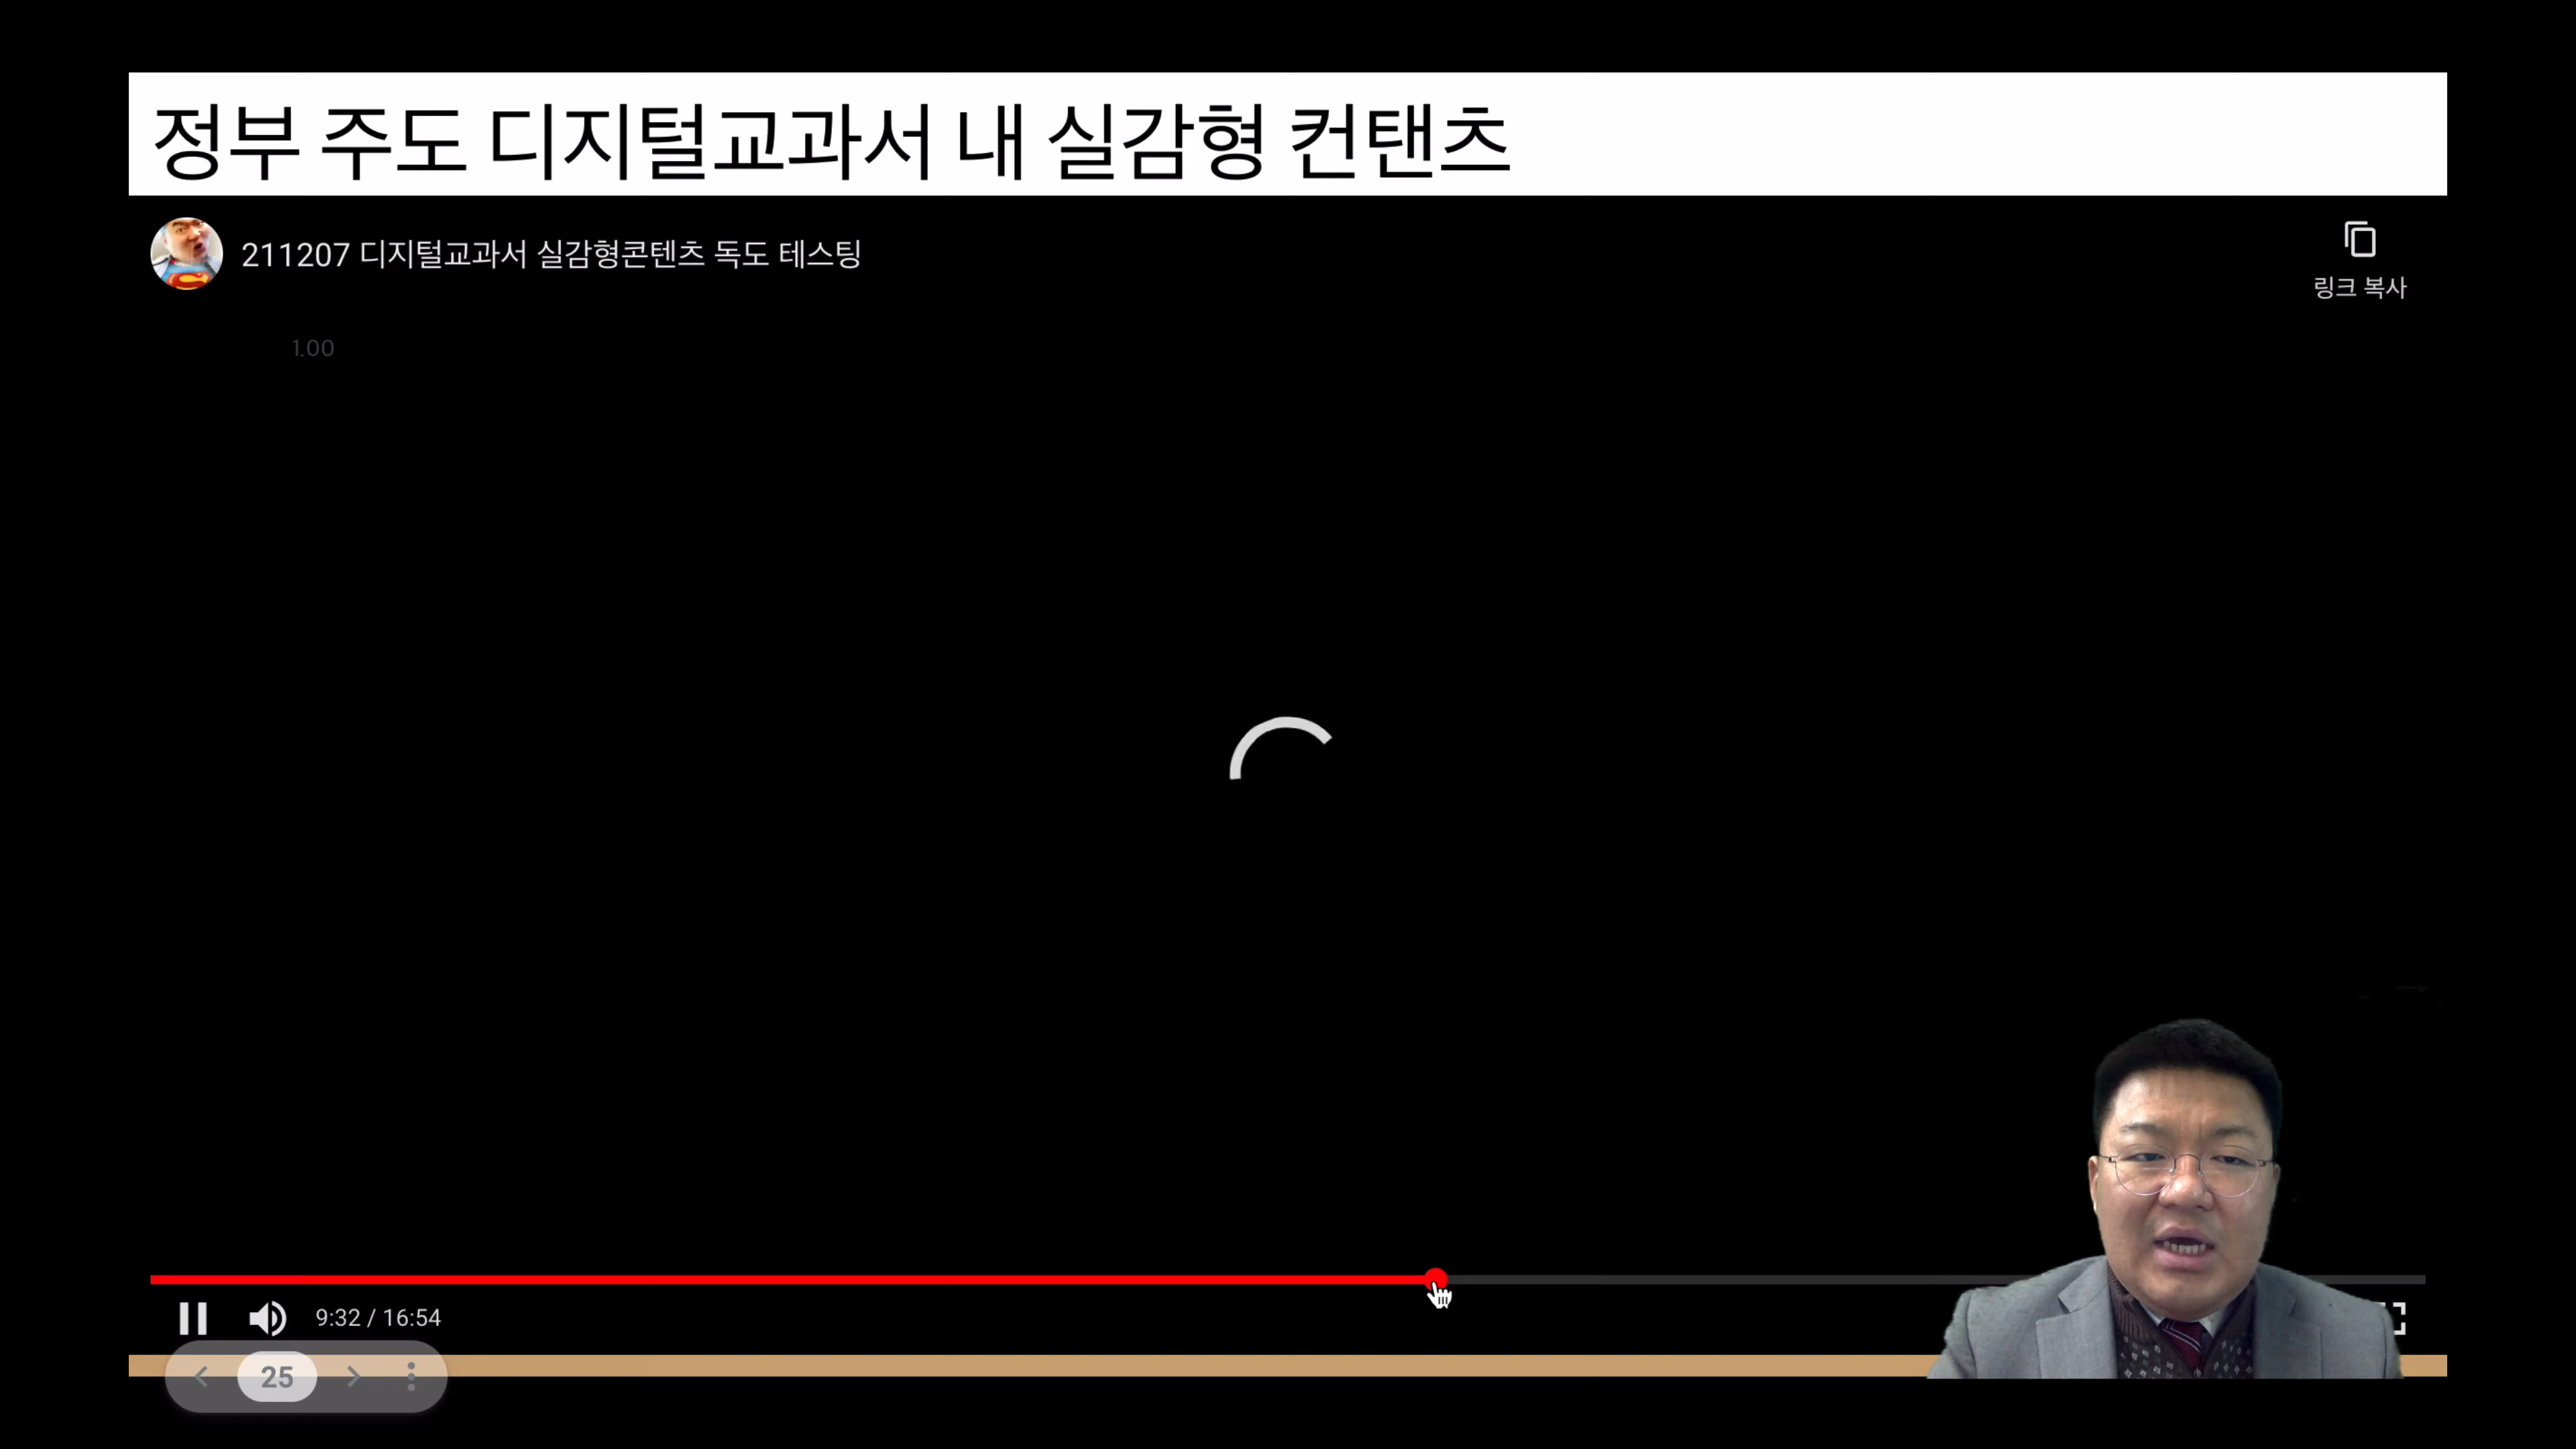 정부 주도 디지털교과서 내 실감형 컨탠츠
211207 디지털교과서 실감형콘텐츠 독도 테스팅
링크 복사
1.00
9:32 / 16:54
25